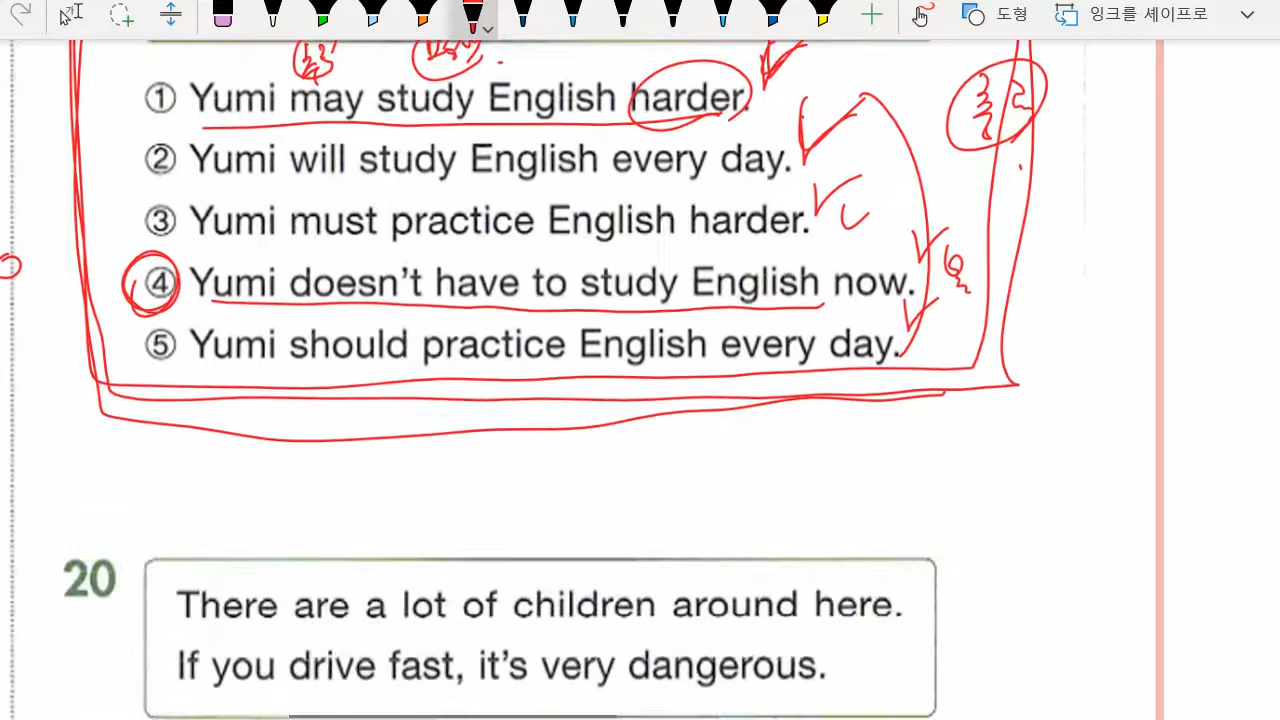 도형
잉크를 셰이프로
① Yumi may study English harder.
② Yumi will study English every day.
③ Yumi must practice English harder.
④ Yumi doesn't have to study English now.
⑤ Yumi should practice English every day.
20
There are a lot of children around here.
If you drive fast, it's very dangerous.